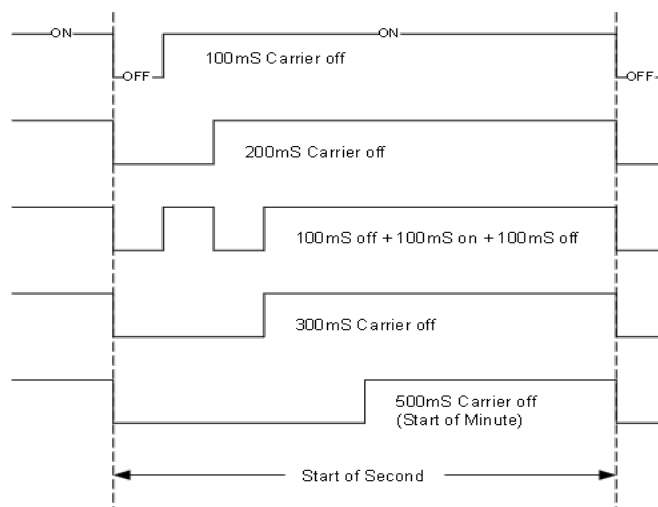 ON
ON
OFF
OFF
100mS Carrier off
200mS Carrier off
100mS off + 100mS on + 100mS off
300mS Carrier off
500mS Carrier off
(Start of Minute)
Start of Second